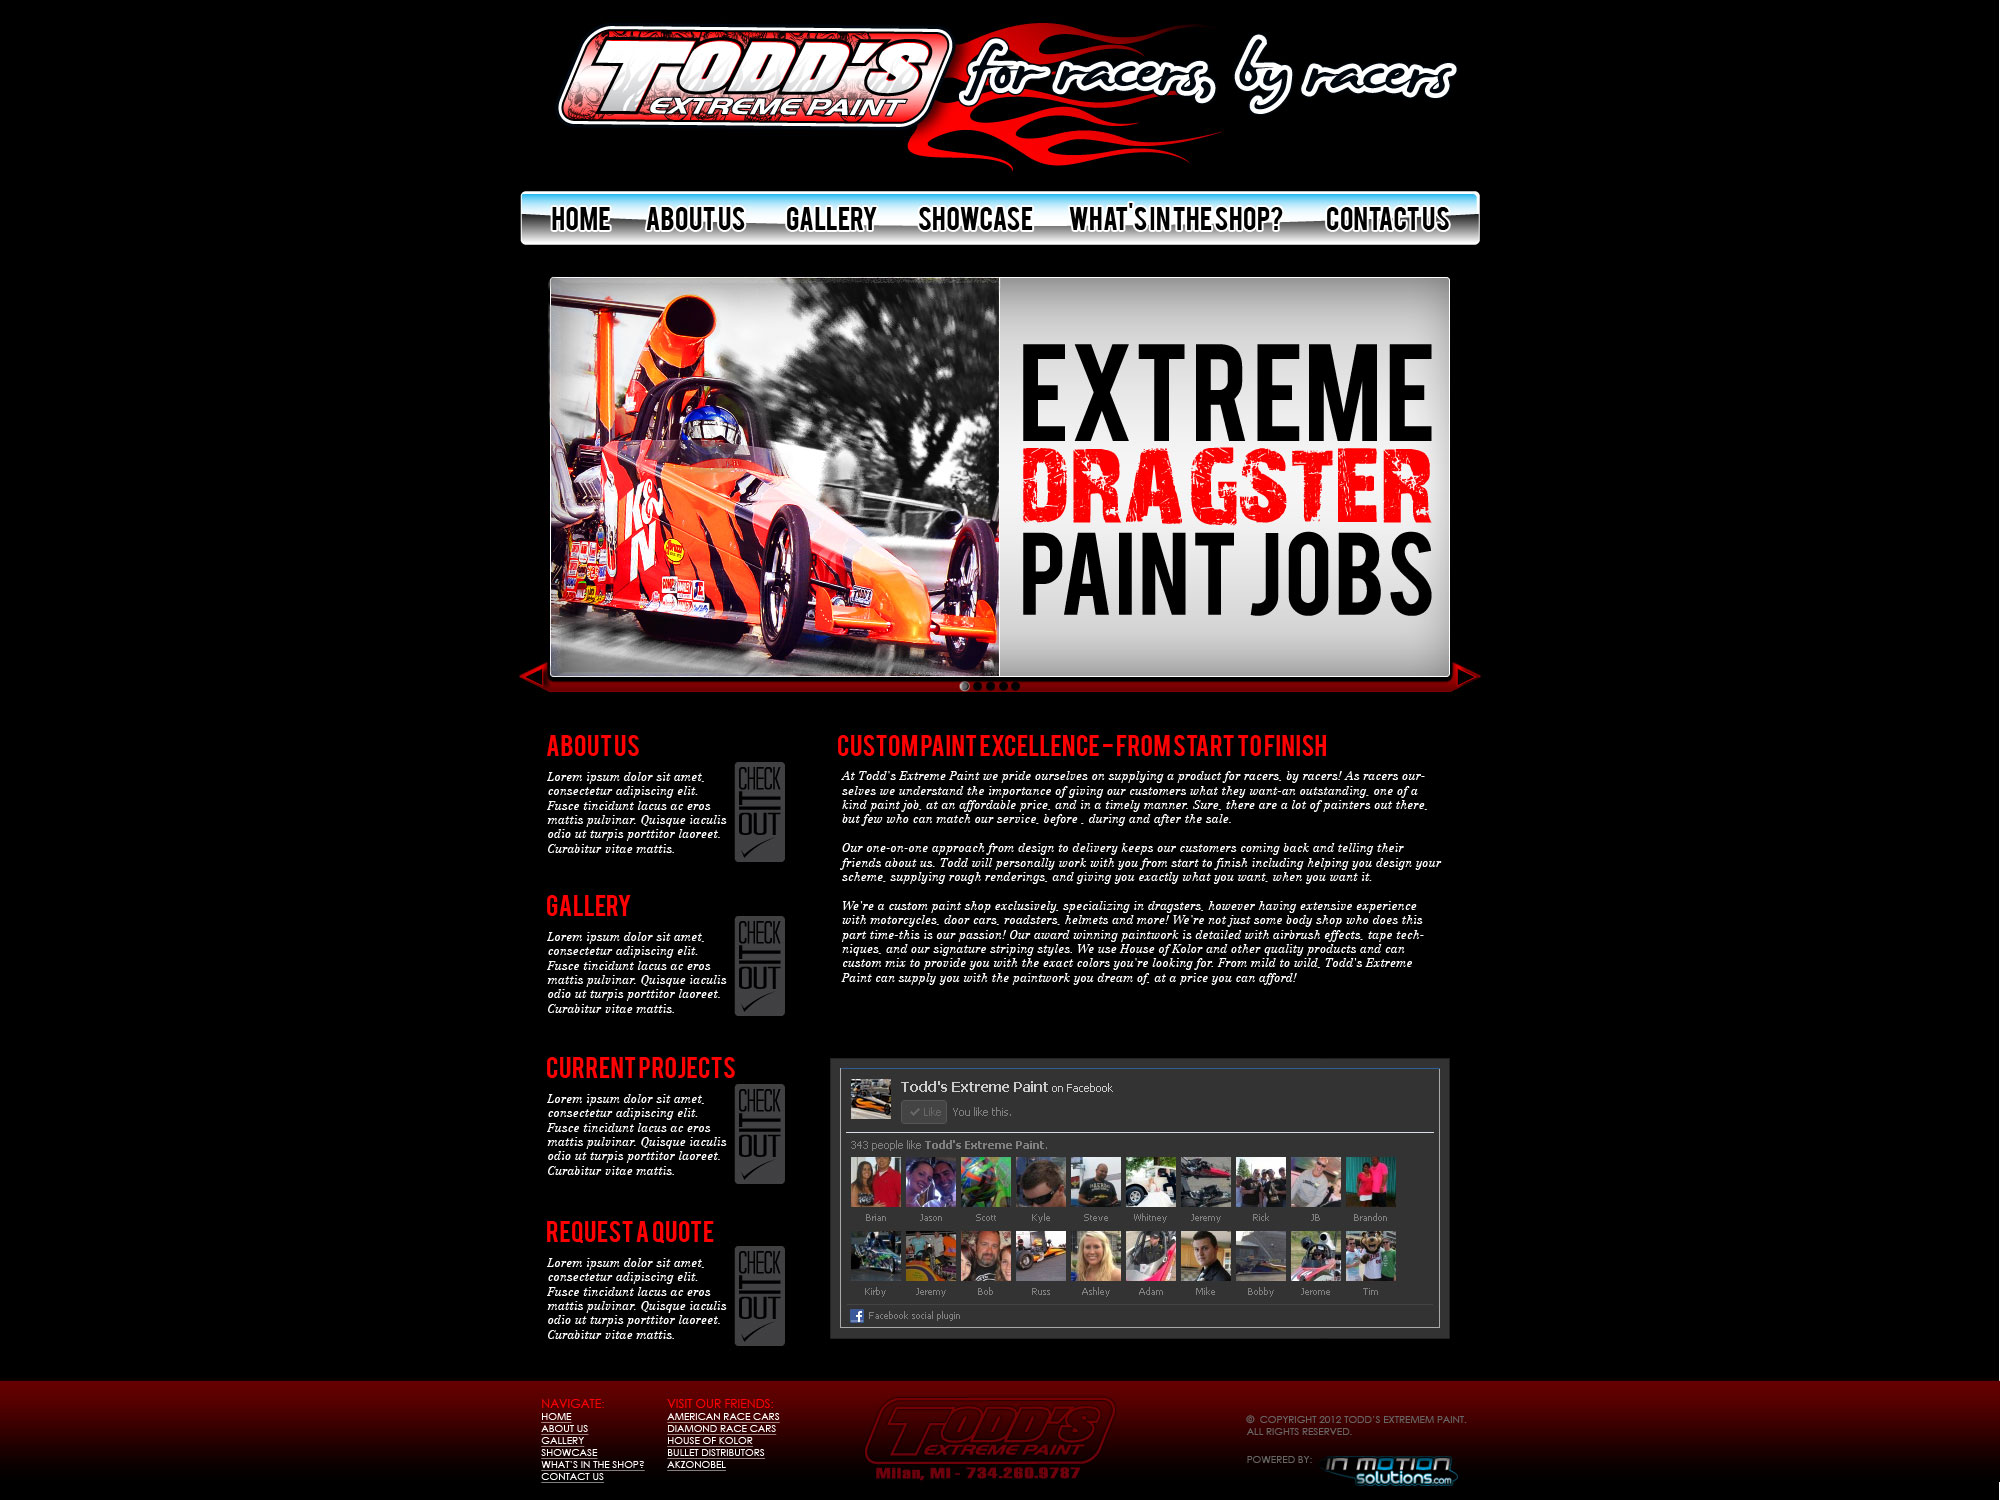 TODD'S
EXTREME PAINT
for racers, by racers
HOME ABOUT US GALLERY SHOWCASE WHAT'S IN THE SHOP? CONTACT US
K&N
EXTREME
DRAGSTER
PAINT JOBS
ABOUT US
Lorem ipsum dolor sit amet,
consectetur adipiscing elit.
Fusce tincidunt lacus ac eros
mattis pulvinar. Quisque iaculis
odio ut turpis porttitor laoreet.
Curabitur vitae mattis.
CHECK
IT
OUT
GALLERY
Lorem ipsum dolor sit amet,
consectetur adipiscing elit.
Fusce tincidunt lacus ac eros
mattis pulvinar. Quisque iaculis
odio ut turpis porttitor laoreet.
Curabitur vitae mattis.
CHECK
IT
OUT
CURRENT PROJECTS
Lorem ipsum dolor sit amet,
consectetur adipiscing elit.
Fusce tincidunt lacus ac eros
mattis pulvinar. Quisque iaculis
odio ut turpis porttitor laoreet.
Curabitur vitae mattis.
CHECK
IT
OUT
REQUEST A QUOTE
Lorem ipsum dolor sit amet,
consectetur adipiscing elit.
Fusce tincidunt lacus ac eros
mattis pulvinar. Quisque iaculis
odio ut turpis porttitor laoreet.
Curabitur vitae mattis.
CHECK
IT
OUT
CUSTOM PAINT EXCELLENCE - FROM START TO FINISH
At Todd's Extreme Paint we pride ourselves on supplying a product for racers, by racers! As racers our-
selves we understand the importance of giving our customers what they want-an outstanding, one of a
kind paint job, at an affordable price, and in a timely manner. Sure, there are a lot of painters out there,
but few who can match our service, before , during and after the sale.
Our one-on-one approach from design to delivery keeps our customers coming back and telling their
friends about us. Todd will personally work with you from start to finish including helping you design your
scheme, supplying rough renderings, and giving you exactly what you want, when you want it.
We're a custom paint shop exclusively, specializing in dragsters, however having extensive experience
with motorcycles, door cars, roadsters, helmets and more! We're not just some body shop who does this
part time-this is our passion! Our award winning paintwork is detailed with airbrush effects, tape tech-
niques, and our signature striping styles. We use House of Kolor and other quality products and can
custom mix to provide you with the exact colors you're looking for. From mild to wild, Todd's Extreme
Paint can supply you with the paintwork you dream of, at a price you can afford!
Todd's Extreme Paint on Facebook
Like You like this.
343 people like Todd's Extreme Paint.
Brian Jason Scott Kyle Steve Whitney Jeremy Rick JB Brandon
Kirby Jeremy Bob Russ Ashley Adam Mike Bobby Jerome Tim
Facebook social plugin
NAVIGATE:
HOME
ABOUT US
GALLERY
SHOWCASE
WHAT'S IN THE SHOP?
CONTACT US
VISIT OUR FRIENDS:
AMERICAN RACE CARS
DIAMOND RACE CARS
HOUSE OF KOLOR
BULLET DISTRIBUTORS
AKZONOBEL
TODD'S
EXTREME PAINT
Milan, MI - 734.260.9787
© COPYRIGHT 2012 TODD'S EXTREMEM PAINT.
ALL RIGHTS RESERVED.
POWERED BY: IN MOTION
solutions.com